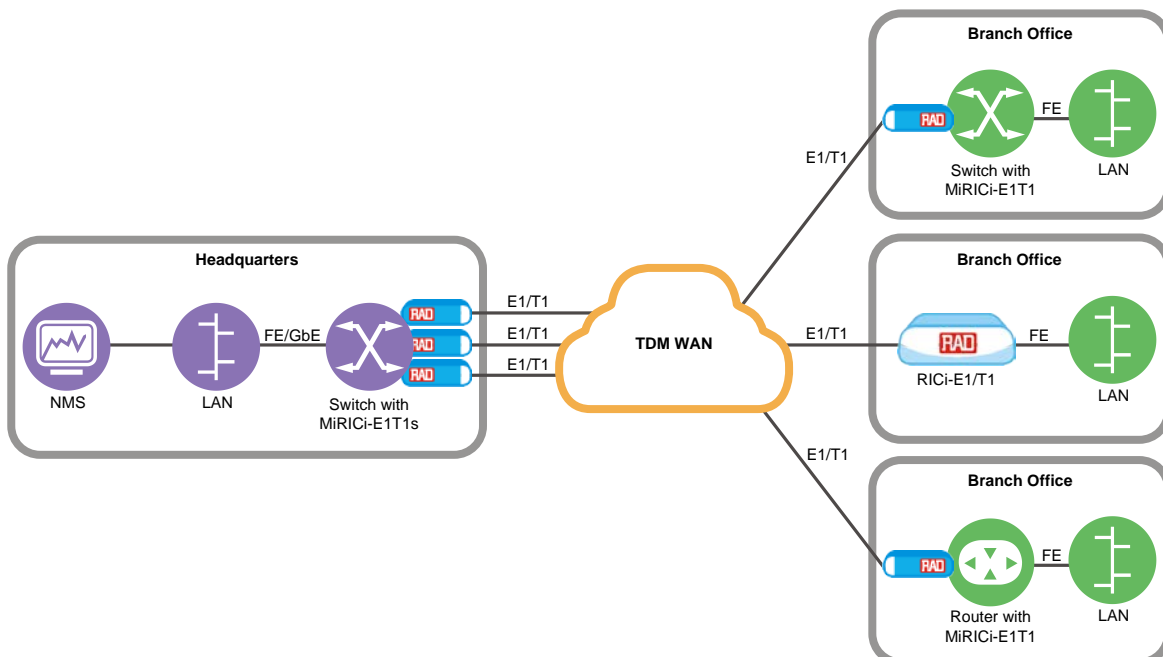 Branch Office
RAD
FE
E1/T1
Switch with
MiRICi-E1T1
LAN
Headquarters
RAD
RAD
RAD
E1/T1
E1/T1
E1/T1
FE/GbE
NMS
LAN
Switch with
MiRICi-E1T1s
TDM WAN
Branch Office
E1/T1
RAD
FE
RICi-E1/T1
LAN
Branch Office
E1/T1
RAD
FE
Router with
MiRICi-E1T1
LAN